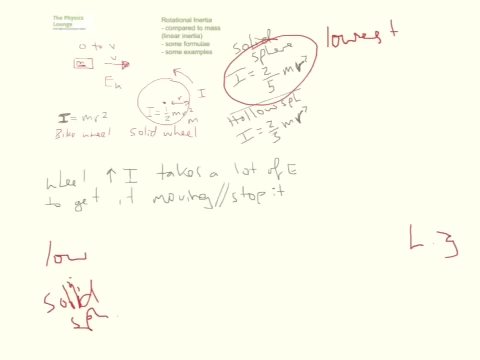 The Physics
Lounge
Rotational Inertia
- compared to mass
(linear inertia)
- some formulae
- some examples
0 to v
m v
E
I
r
I = 1/2 mr²
m
I = mr²
Bike wheel
Solid wheel
solid
sphere
I = 2/5 mr²
lowest
Hollow sph
I = 2/3 mr²
wheel ↑ I takes a lot of E
to get it moving//stop it
low
solid
sph.